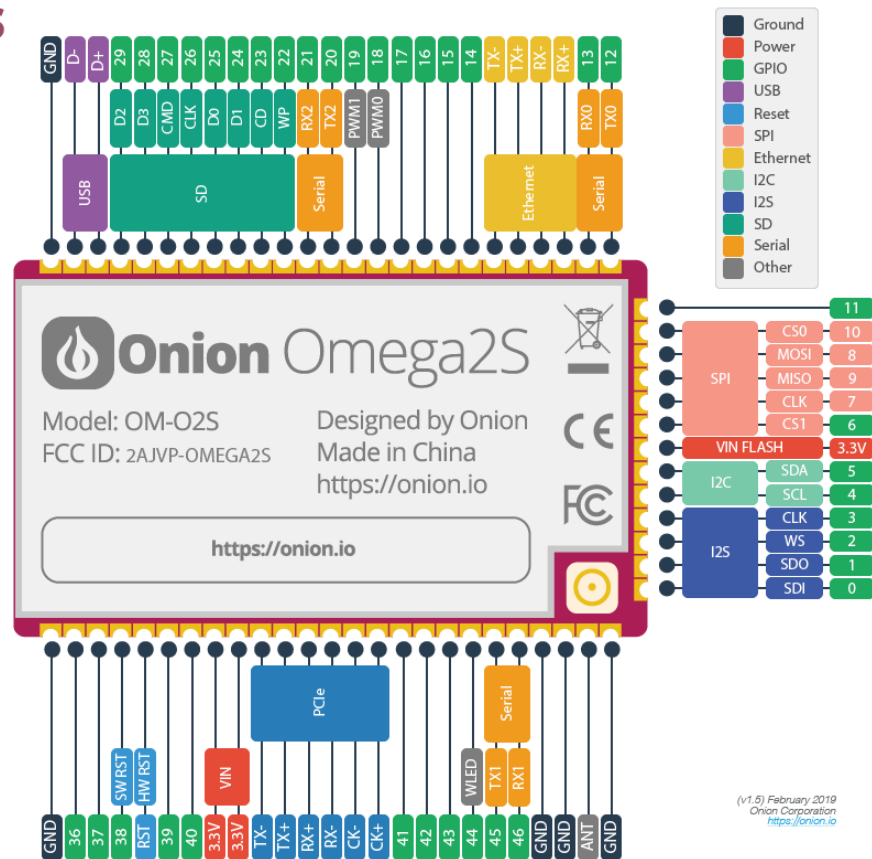 S
GND D- D+ 29 28 27 26 25 24 23 22 21 20 19 18 17 16 15 14 TX- TX+ RX- RX+ 13 12
D2 D3 CMD CLK D0 D1 CD WP RX2 TX2 PWM1 PWM0 RX0 TX0
USB SD Serial Ethernet Serial
Ground
Power
GPIO
USB
Reset
SPI
Ethernet
I2C
I2S
SD
Serial
Other
Onion Omega2S
Model: OM-O2S
FCC ID: 2AJVP-OMEGA2S
Designed by Onion
Made in China
https://onion.io
CE
FC
https://onion.io
11
SPI
CS0 10
MOSI 8
MISO 9
CLK 7
CS1 6
VIN FLASH 3.3V
I2C
SDA 5
SCL 4
I2S
CLK 3
WS 2
SDO 1
SDI 0
PCIe Serial
SW RST HW RST VIN WLED TX1 RX1
GND 36 37 38 RST 39 40 3.3V 3.3V TX- TX+ RX+ RX- CK- CK+ 41 42 43 44 45 46 GND GND ANT GND
(v1.5) February 2019
Onion Corporation
https://onion.io